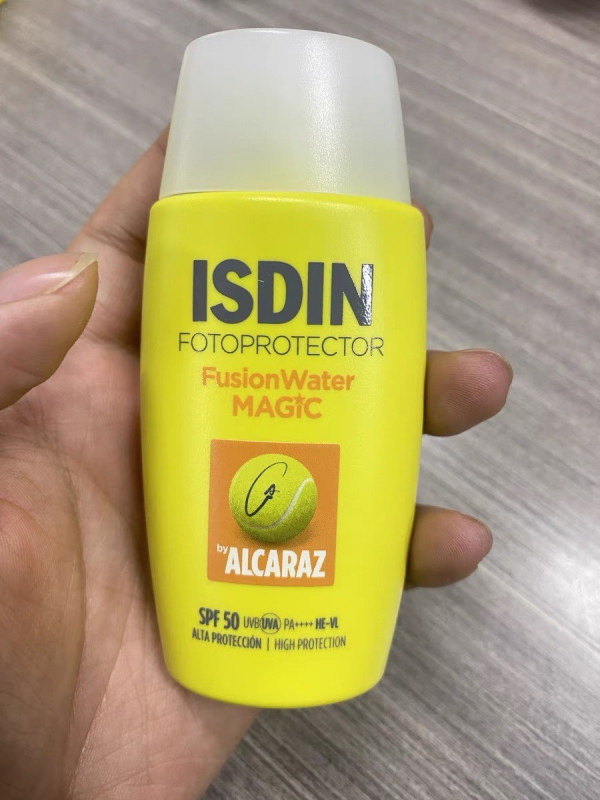 ISDIN
FOTOPROTECTOR
FusionWater
MAGIC
by ALCARAZ
SPF 50 UVB UVA PA++++ HE-VL
ALTA PROTECCIÓN | HIGH PROTECTION